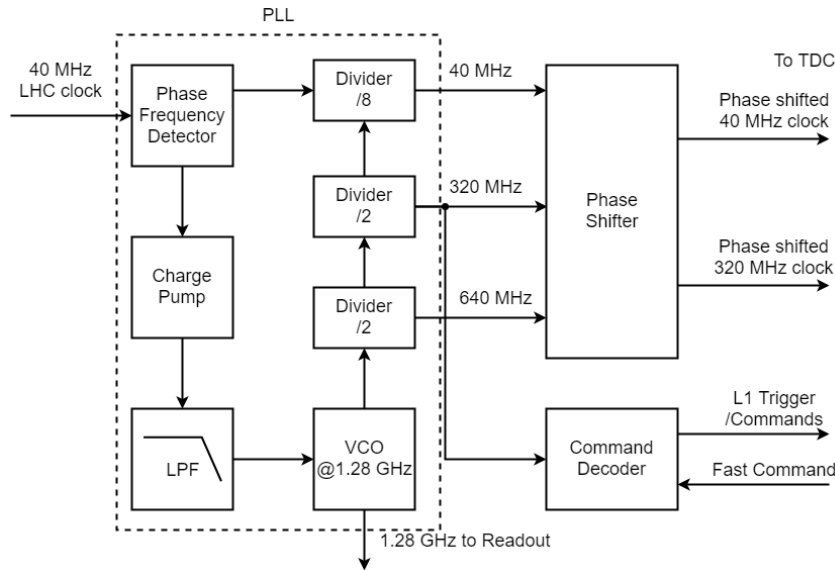 PLL
To TDC
40 MHz
LHC clock
Phase
Frequency
Detector
Divider
/8
40 MHz
Phase shifted
40 MHz clock
Divider
/2
320 MHz
Phase
Shifter
Charge
Pump
Divider
/2
640 MHz
Phase shifted
320 MHz clock
LPF
VCO
@1.28 GHz
Command
Decoder
L1 Trigger
/Commands
Fast Command
1.28 GHz to Readout